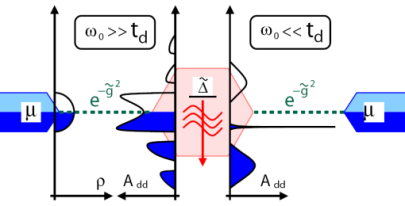 ω₀ >> t_d
ω₀ << t_d
Δ̃
e^{-g̃²}
e^{-g̃²}
μ
μ
ρ
A_dd
A_dd